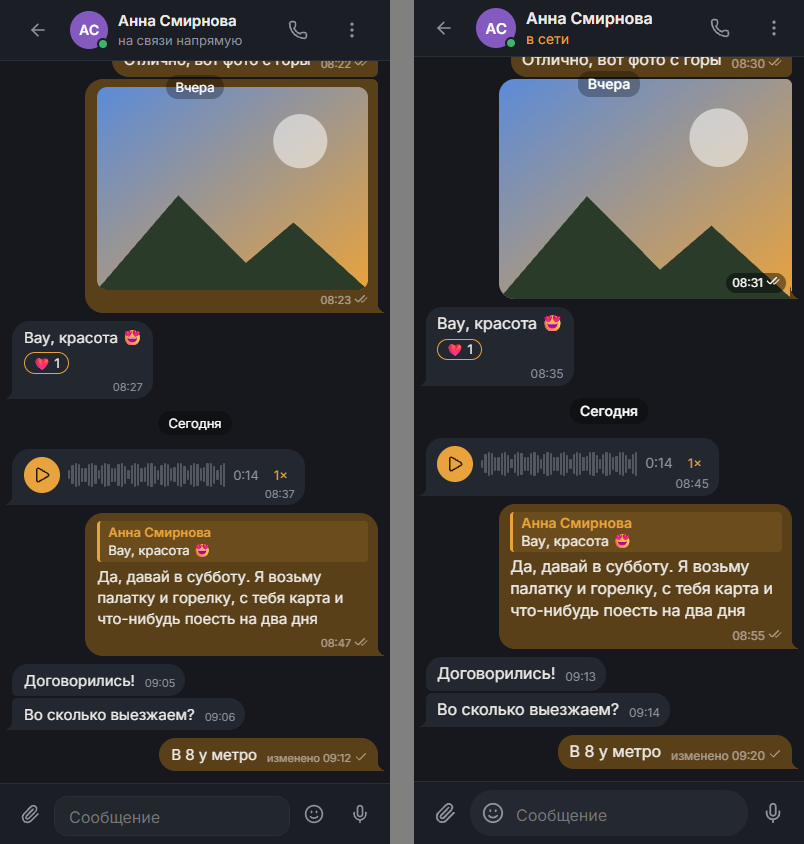 АС
Анна Смирнова
на связи напрямую
Отлично, вот фото с горы 08:22
Вчера
08:23
Вау, красота 🤩
❤️ 1
08:27
Сегодня
0:14 1×
08:37
Анна Смирнова
Вау, красота 🤩
Да, давай в субботу. Я возьму
палатку и горелку, с тебя карта и
что-нибудь поесть на два дня
08:47
Договорились! 09:05
Во сколько выезжаем? 09:06
В 8 у метро изменено 09:12
Сообщение
АС
Анна Смирнова
в сети
Отлично, вот фото с горы 08:30
Вчера
08:31
Вау, красота 🤩
❤️ 1
08:35
Сегодня
0:14 1×
08:45
Анна Смирнова
Вау, красота 🤩
Да, давай в субботу. Я возьму
палатку и горелку, с тебя карта и
что-нибудь поесть на два дня
08:55
Договорились! 09:13
Во сколько выезжаем? 09:14
В 8 у метро изменено 09:20
Сообщение